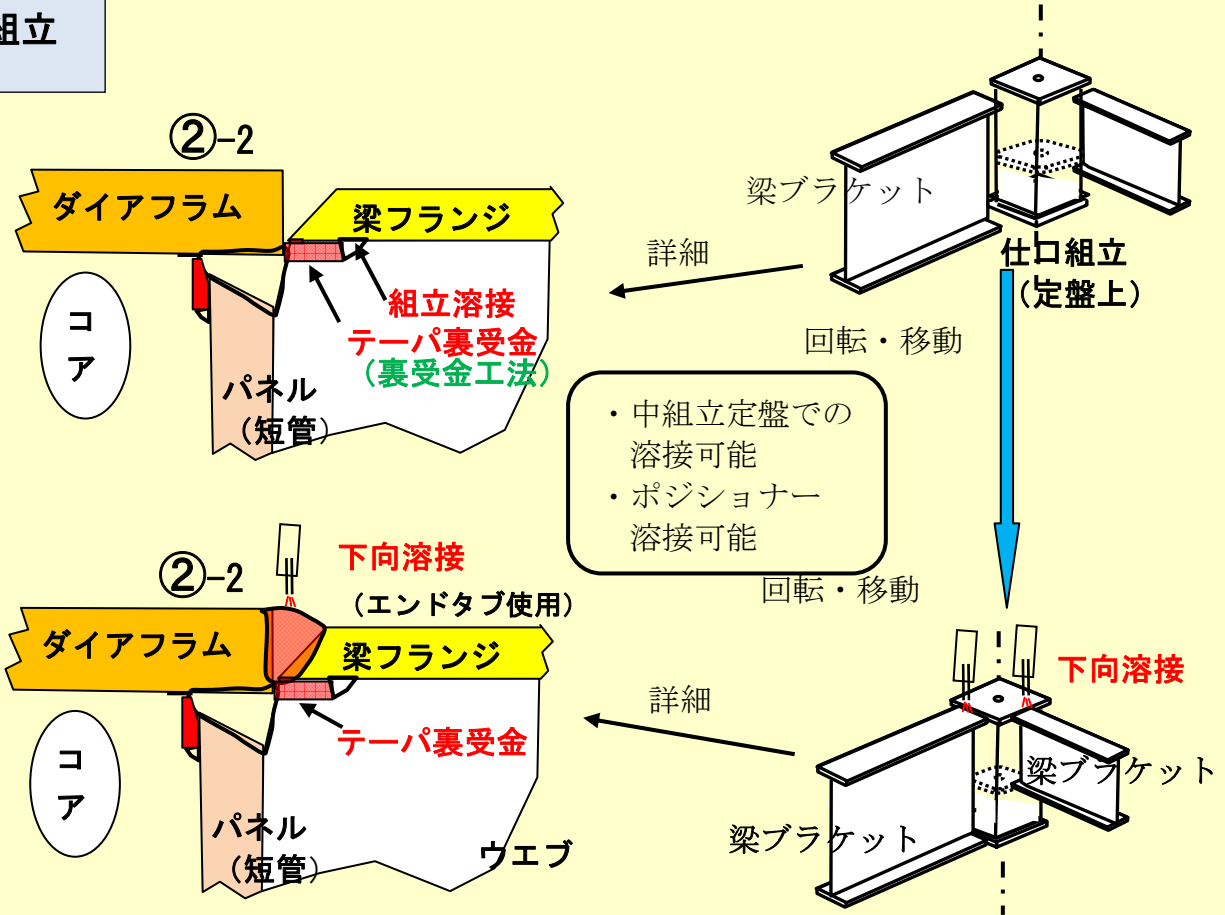 組立
②-2
ダイアフラム
梁フランジ
組立溶接
テーパ裏受金
（裏受金工法）
コ
ア
パネル
（短管）
詳細
梁ブラケット
仕口組立
（定盤上）
回転・移動
・中組立定盤での
溶接可能
・ポジショナー
溶接可能
回転・移動
②-2
下向溶接
（エンドタブ使用）
ダイアフラム
梁フランジ
テーパ裏受金
コ
ア
パネル
（短管）
ウエブ
詳細
下向溶接
梁ブラケット
梁ブラケット